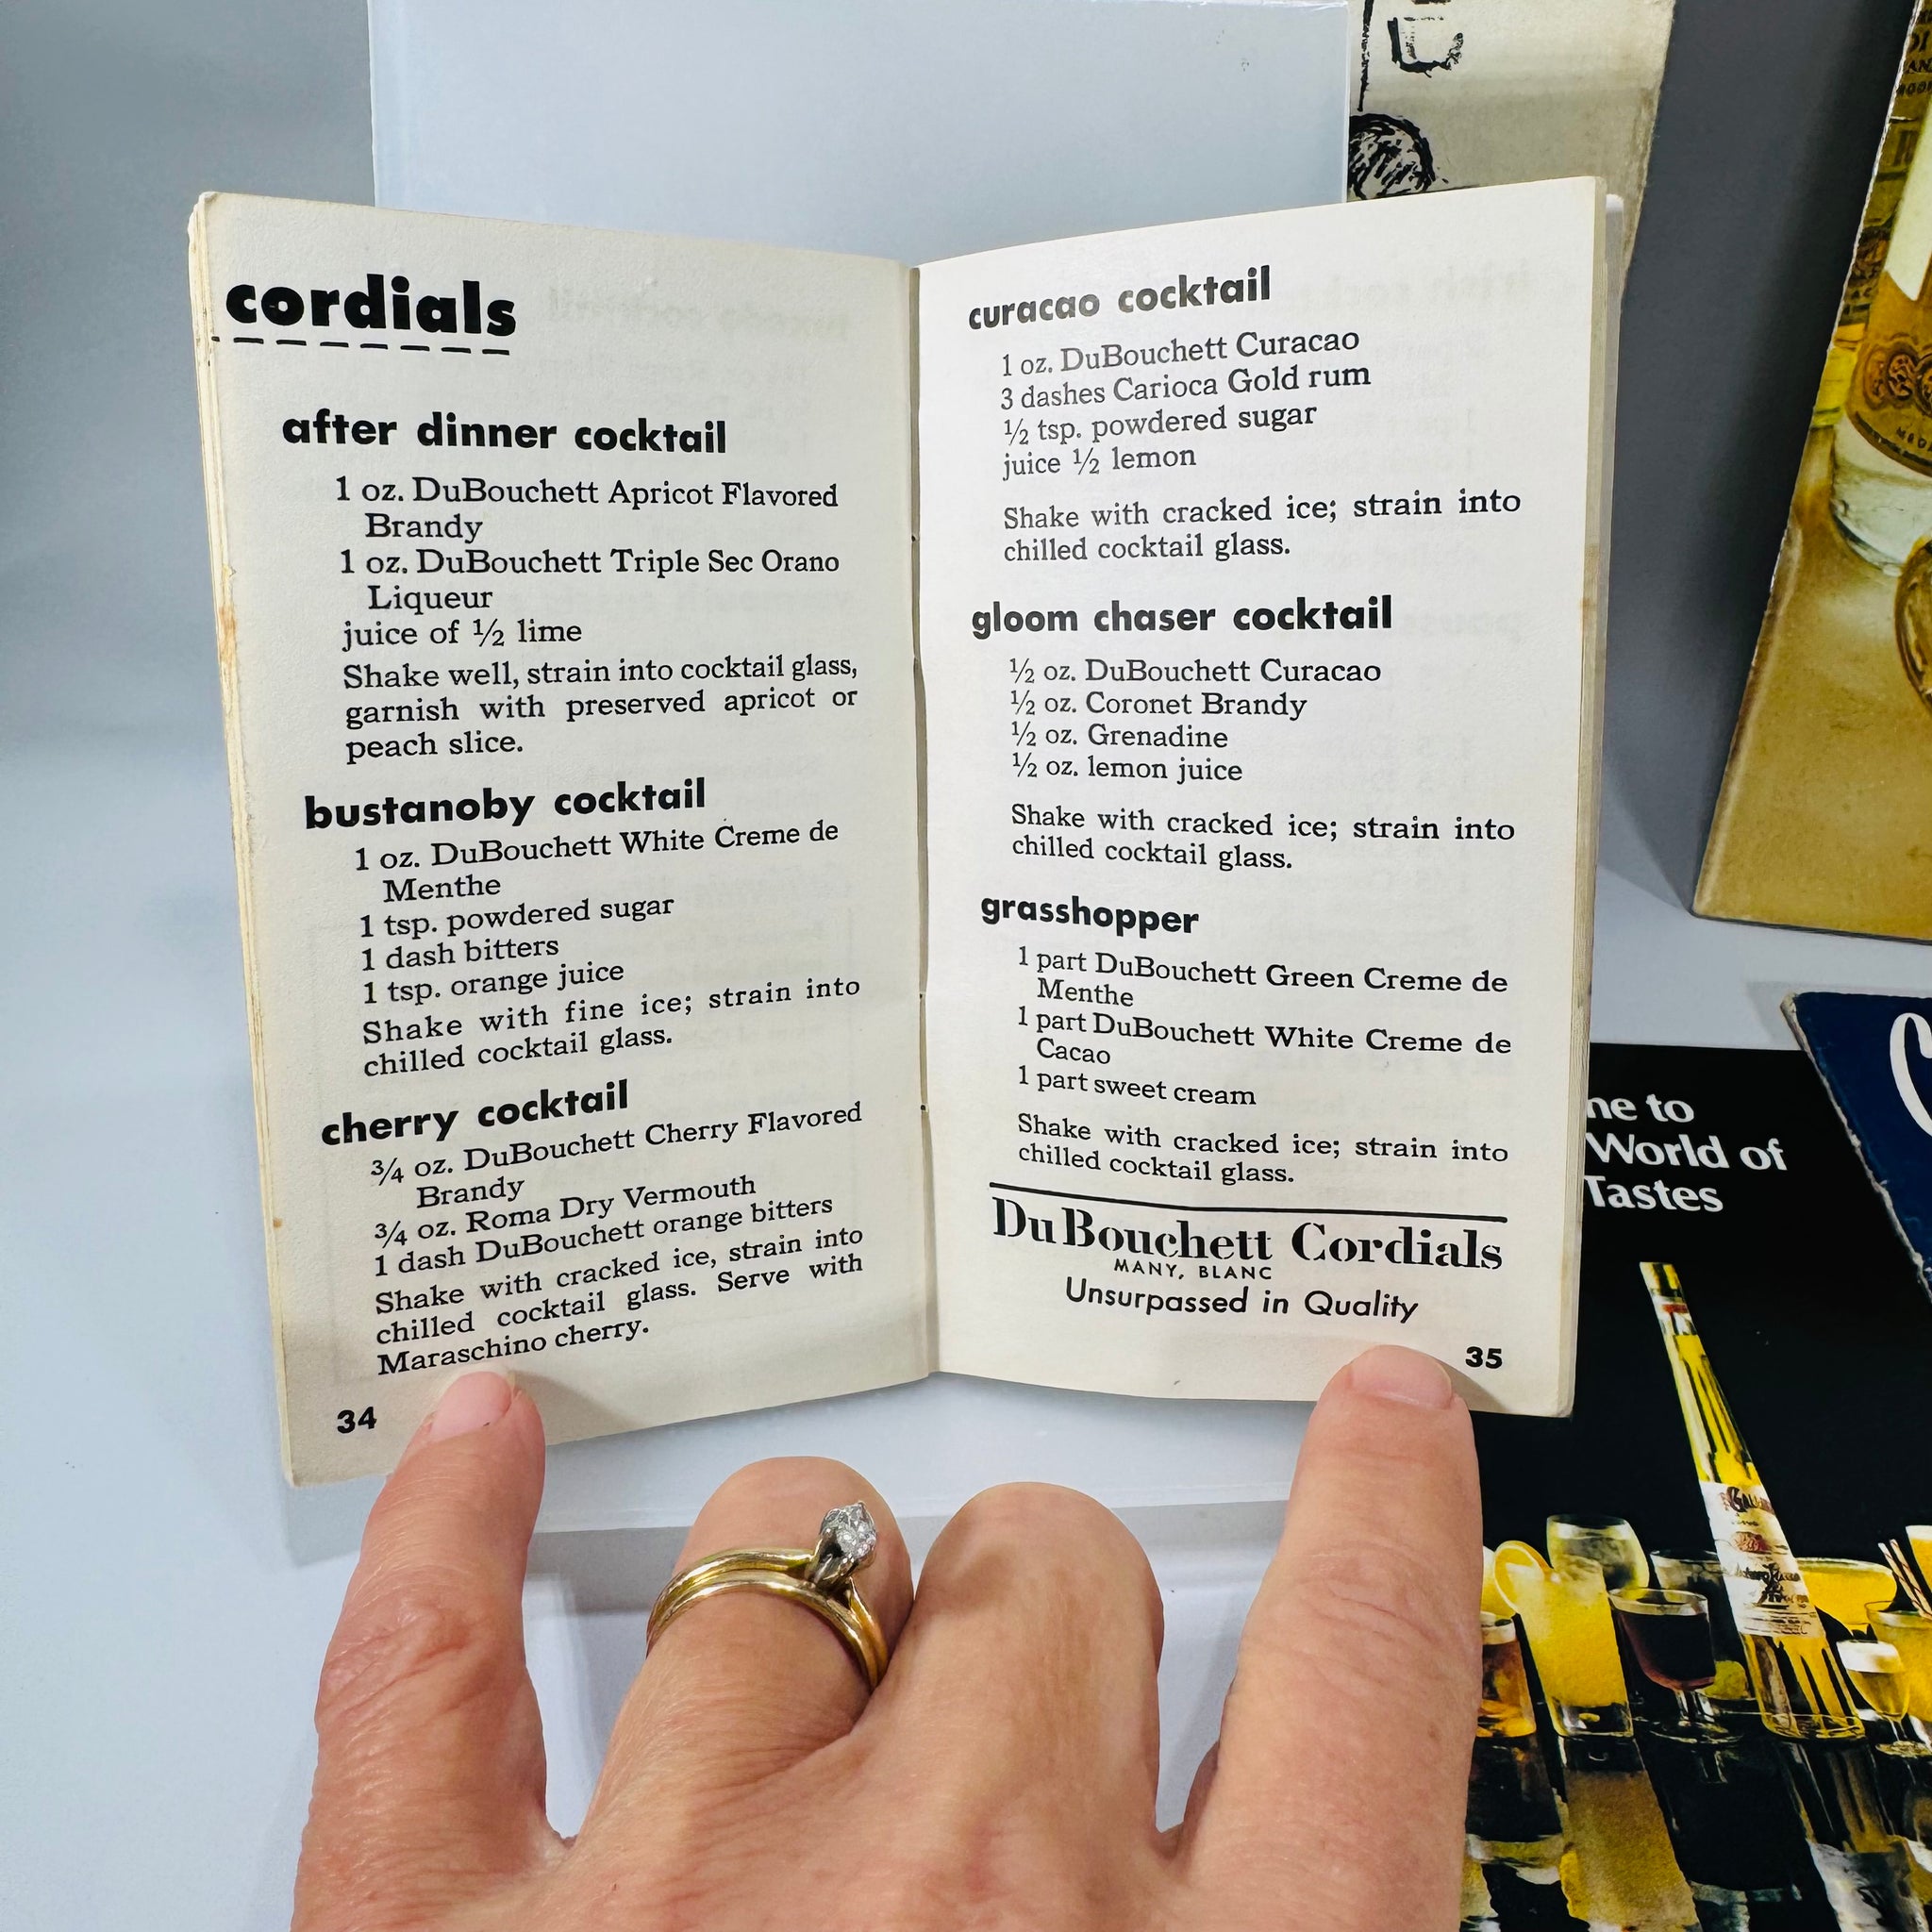 cordials
after dinner cocktail
1 oz. DuBouchett Apricot Flavored
Brandy
1 oz. DuBouchett Triple Sec Orano
Liqueur
juice of ½ lime
Shake well, strain into cocktail glass,
garnish with preserved apricot or
peach slice.
bustanoby cocktail
1 oz. DuBouchett White Creme de
Menthe
1 tsp. powdered sugar
1 dash bitters
1 tsp. orange juice
Shake with fine ice; strain into
chilled cocktail glass.
cherry cocktail
¾ oz. DuBouchett Cherry Flavored
Brandy
¾ oz. Roma Dry Vermouth
1 dash DuBouchett orange bitters
Shake with cracked ice, strain into
chilled cocktail glass. Serve with
Maraschino cherry.
34
curacao cocktail
1 oz. DuBouchett Curacao
3 dashes Carioca Gold rum
½ tsp. powdered sugar
juice ½ lemon
Shake with cracked ice; strain into
chilled cocktail glass.
gloom chaser cocktail
½ oz. DuBouchett Curacao
½ oz. Coronet Brandy
½ oz. Grenadine
½ oz. lemon juice
Shake with cracked ice; strain into
chilled cocktail glass.
grasshopper
1 part DuBouchett Green Creme de
Menthe
1 part DuBouchett White Creme de
Cacao
1 part sweet cream
Shake with cracked ice; strain into
chilled cocktail glass.
DuBouchett Cordials
MANY, BLANC
Unsurpassed in Quality
35
ne to
World of
Tastes